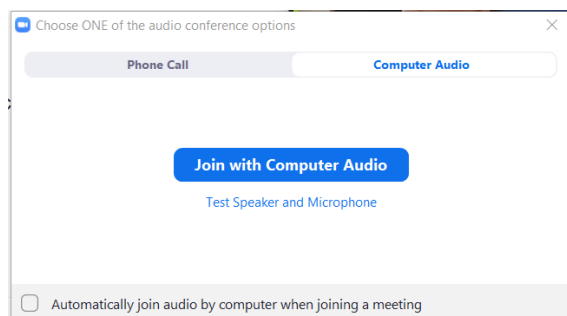 Choose ONE of the audio conference options
Phone Call
Computer Audio
Join with Computer Audio
Test Speaker and Microphone
Automatically join audio by computer when joining a meeting